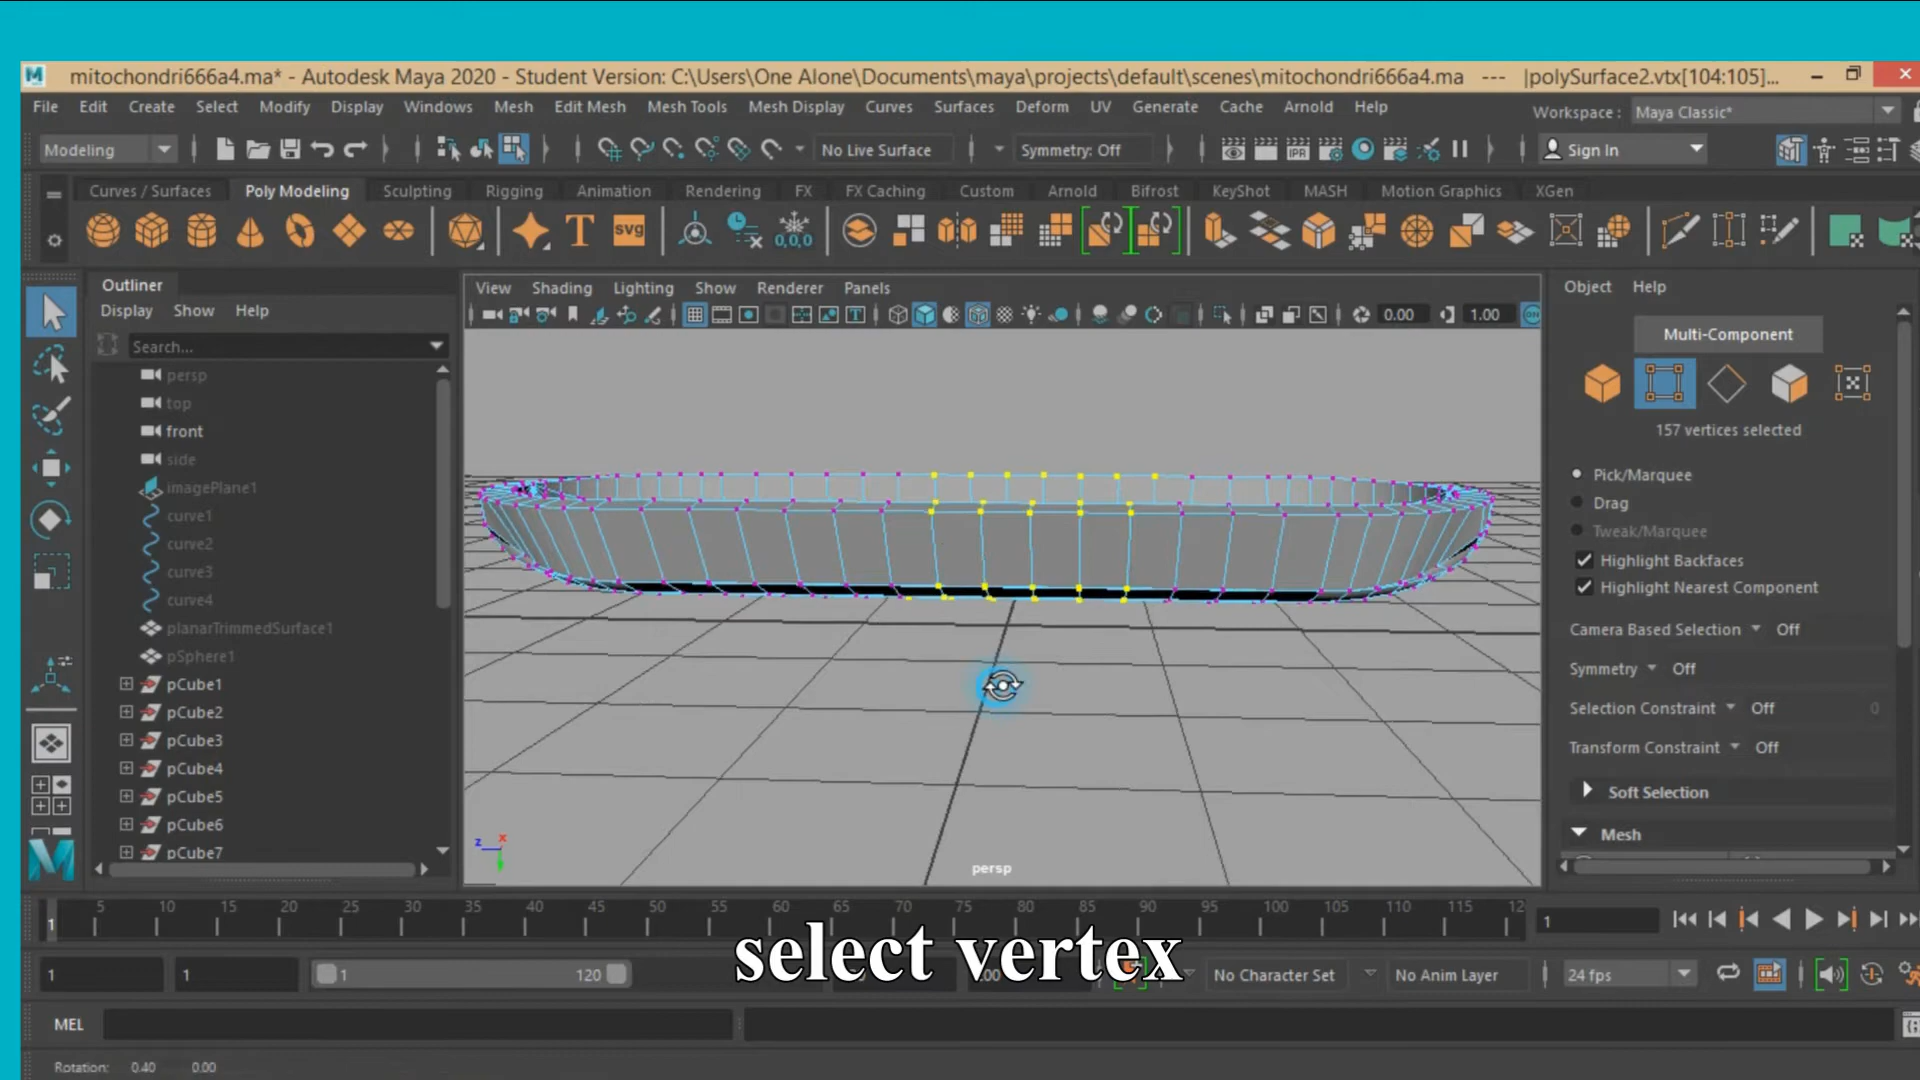 mitochondri666a4.ma* - Autodesk Maya 2020 - Student Version: C:\Users\One Alone\Documents\maya\projects\default\scenes\mitochondri666a4.ma --- |polySurface2.vtx[104:105]...
File Edit Create Select Modify Display Windows Mesh Edit Mesh Mesh Tools Mesh Display Curves Surfaces Deform UV Generate Cache Arnold Help
Workspace : Maya Classic*
Modeling No Live Surface Symmetry: Off IPR Sign In
Curves / Surfaces Poly Modeling Sculpting Rigging Animation Rendering FX FX Caching Custom Arnold Bifrost KeyShot MASH Motion Graphics XGen
T svg 0,0,0
Outliner
Display Show Help
Search...
persp
top
front
side
imagePlane1
curve1
curve2
curve3
curve4
planarTrimmedSurface1
pSphere1
pCube1
pCube2
pCube3
pCube4
pCube5
pCube6
pCube7
View Shading Lighting Show Renderer Panels
0.00 1.00 ON
z x
persp
Object Help
Multi-Component
157 vertices selected
Pick/Marquee
Drag
Tweak/Marquee
Highlight Backfaces
Highlight Nearest Component
Camera Based Selection Off
Symmetry Off
Selection Constraint Off 0
Transform Constraint Off
Soft Selection
Mesh
1 5 10 15 20 25 30 35 40 45 50 55 60 65 70 75 80 85 90 95 100 105 110 115 12
1
select vertex
1 1 1 120 No Character Set No Anim Layer 24 fps
MEL
Rotation: 0.40 0.00